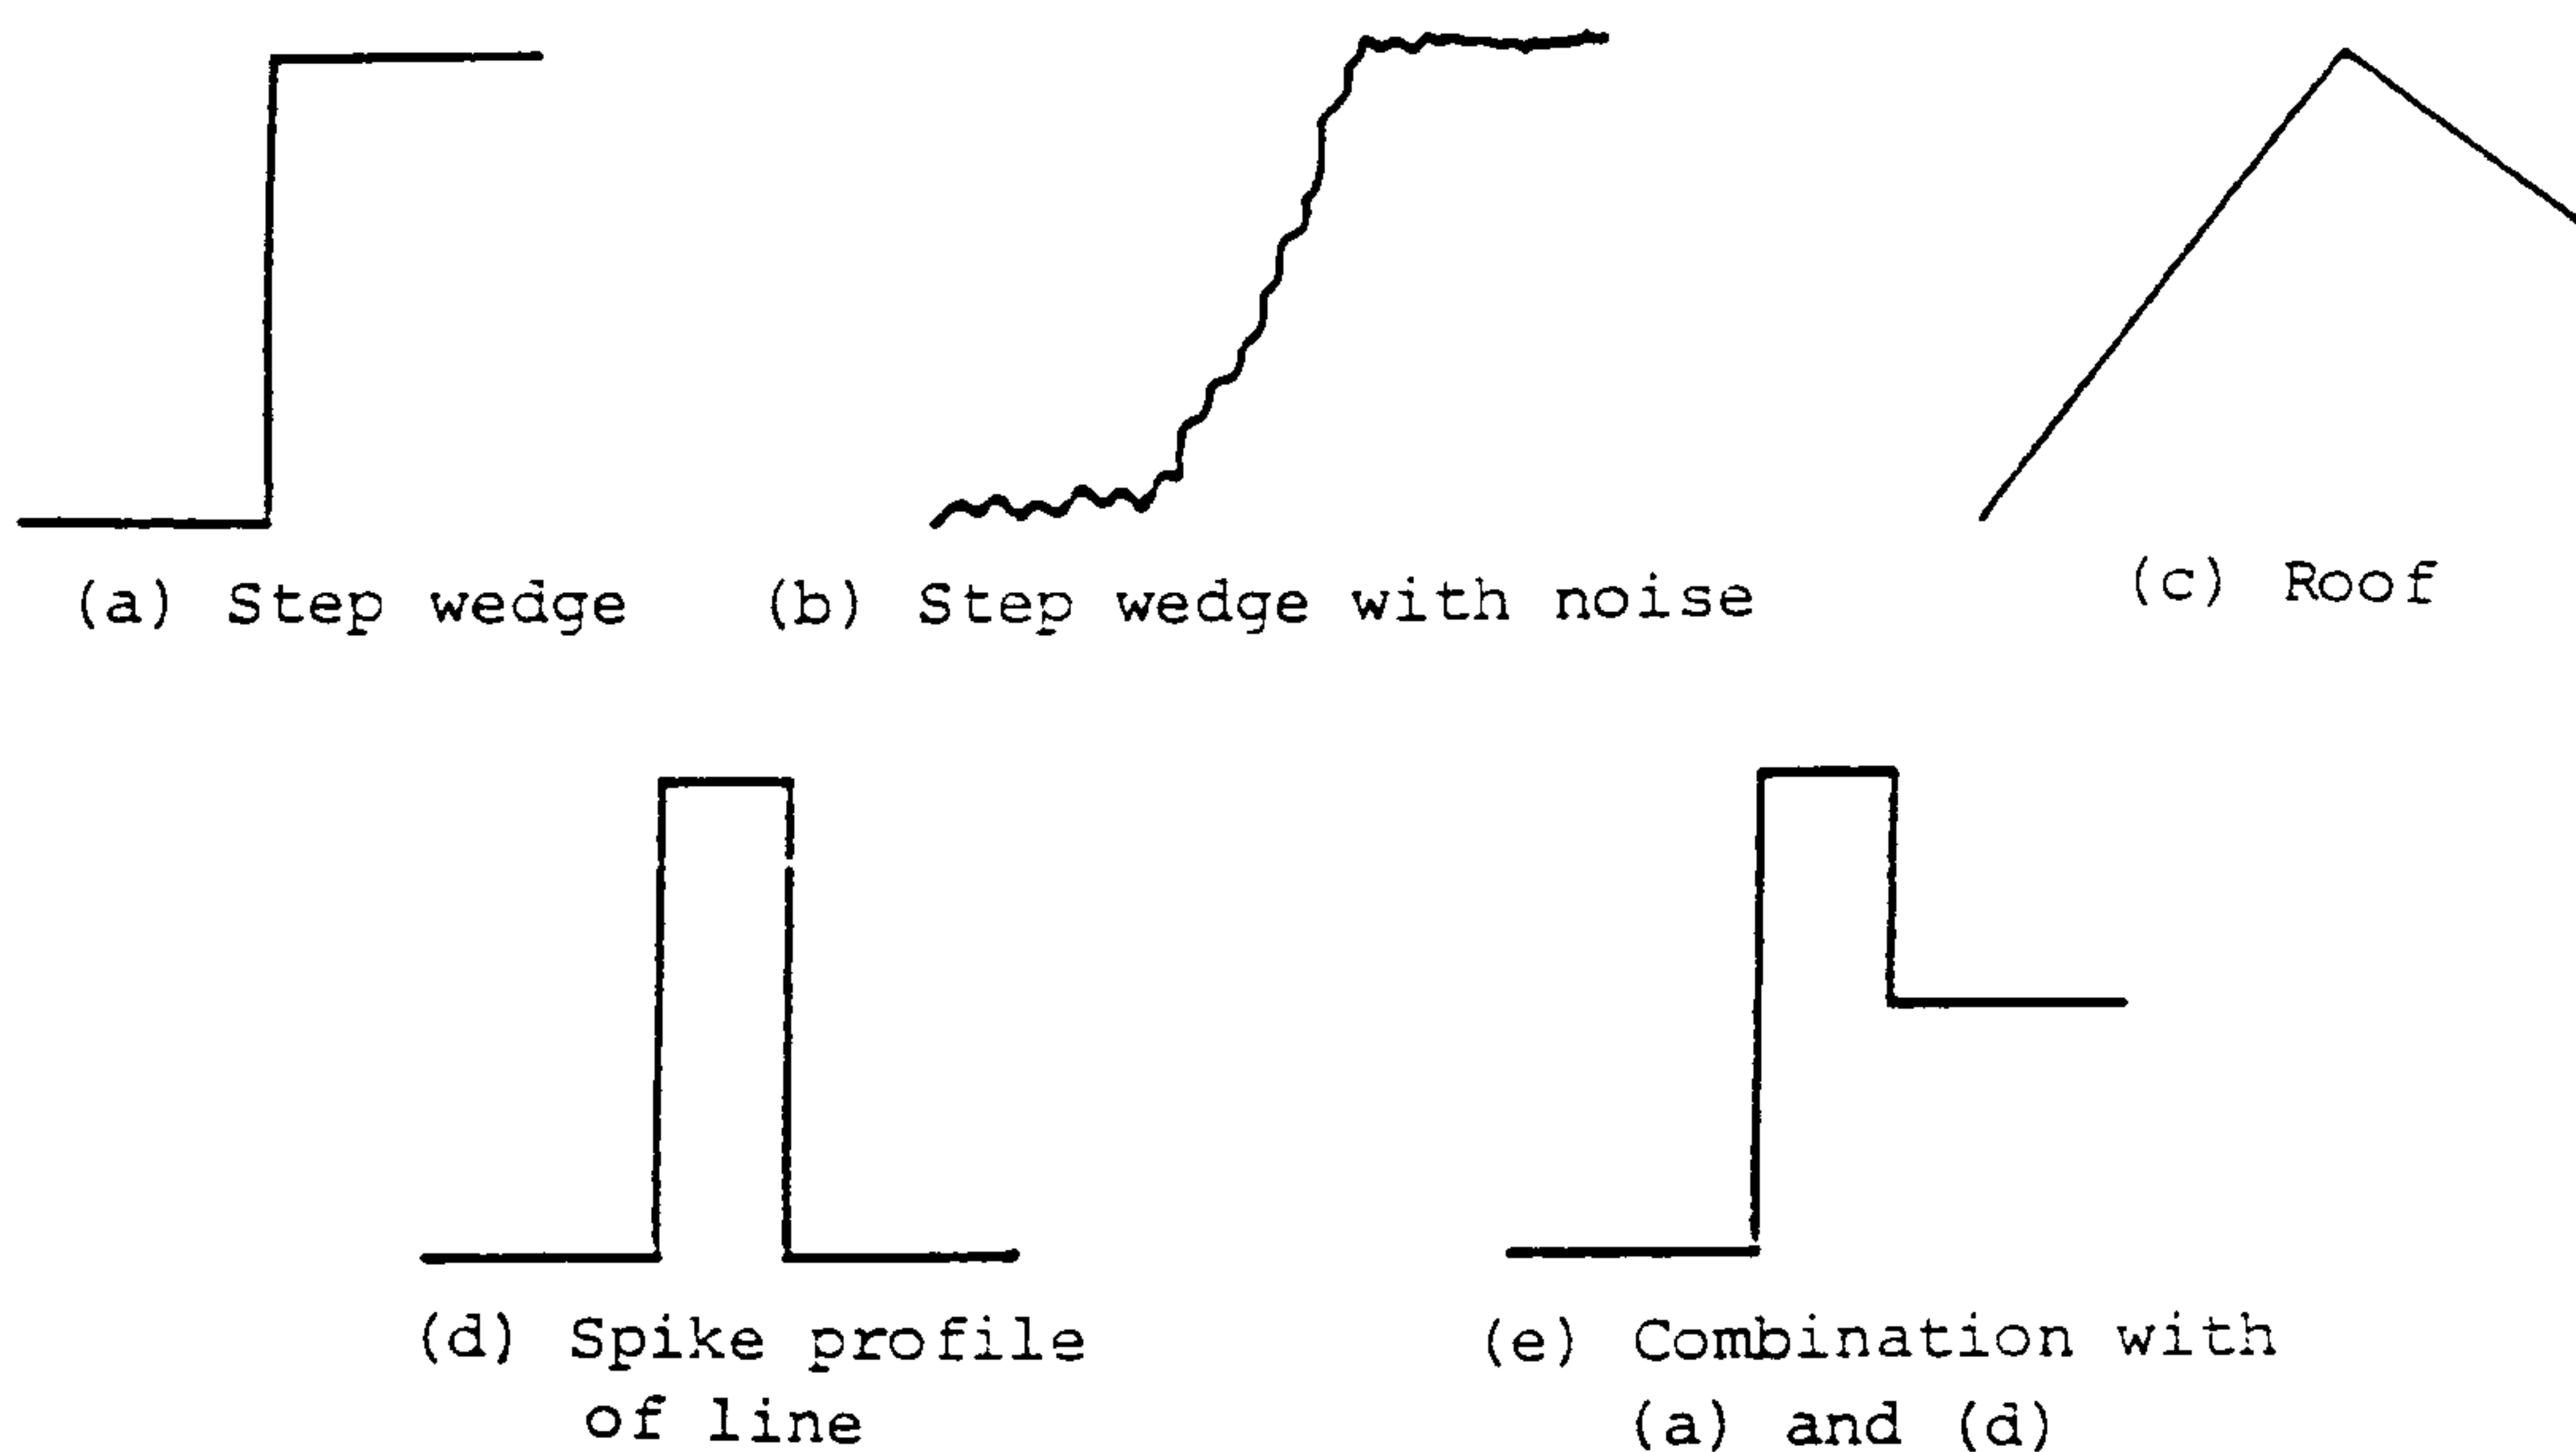 (a) Step wedge
(b) Step wedge with noise
(c) Roof
(d) Spike profile
of line
(e) Combination with
(a) and (d)